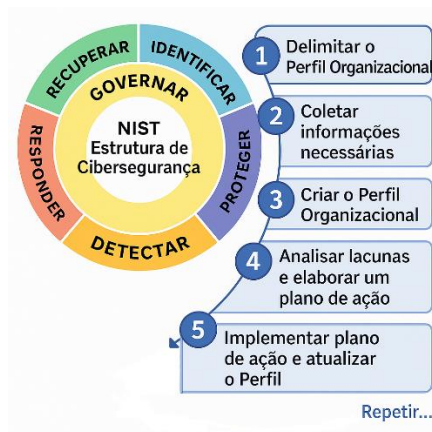 RECUPERAR
IDENTIFICAR
GOVERNAR
NIST
Estrutura de
Cibersegurança
RESPONDER
PROTEGER
DETECTAR
1
Delimitar o
Perfil Organizacional
2
Coletar
informações
necessárias
3
Criar o Perfil
Organizacional
4
Analisar lacunas
e elaborar um
plano de ação
5
Implementar plano
de ação e atualizar
o Perfil
Repetir...